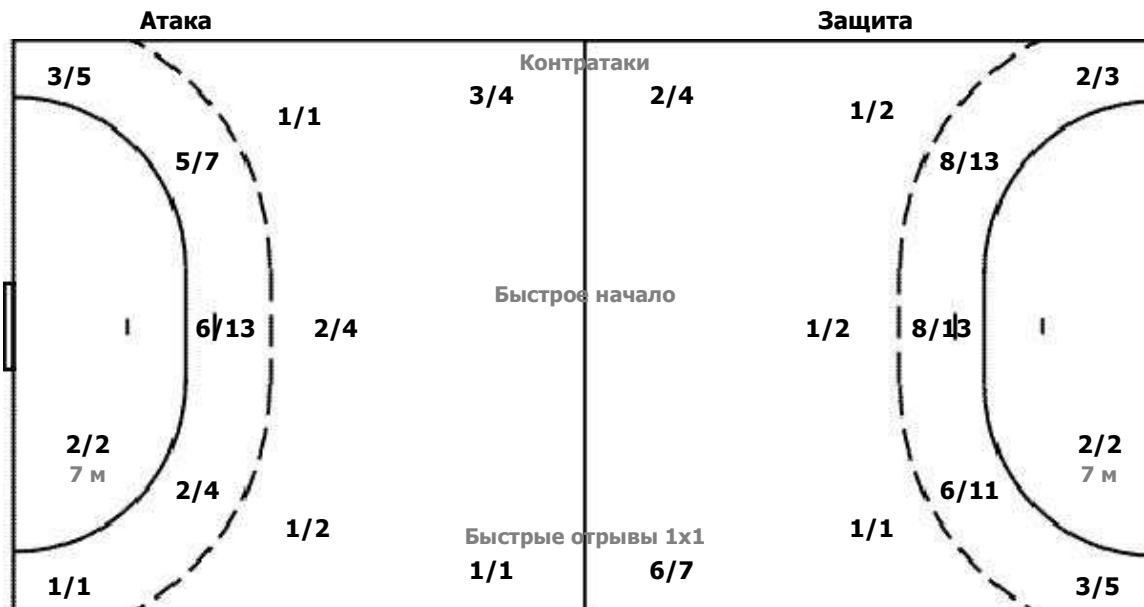 Атака Защита
Контратаки
3/5 3/4 2/4 2/3
1/1 1/2
5/7 8/13
Быстрое начало
6/13 2/4 1/2 8/13
2/2 2/2
7 м 7 м
2/4 6/11
1/2 1/1
Быстрые отрывы 1x1
1/1 1/1 6/7 3/5